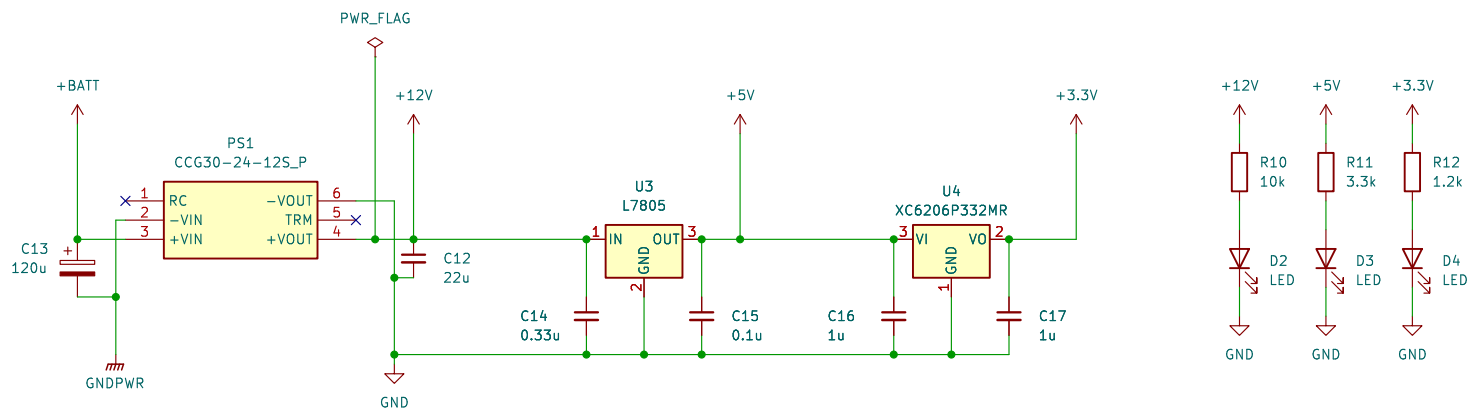 PWR_FLAG
+BATT
+12V
+5V
+3.3V
+12V
+5V
+3.3V
PS1
CCG30-24-12S_P
1 RC
2 -VIN
3 +VIN
-VOUT 6
TRM 5
+VOUT 4
C13
120u
+
GNDPWR
C12
22u
GND
U3
L7805
1 IN
OUT 3
GND
2
C14
0.33u
C15
0.1u
U4
XC6206P332MR
3 VI
VO 2
GND
1
C16
1u
C17
1u
R10
10k
R11
3.3k
R12
1.2k
D2
LED
D3
LED
D4
LED
GND
GND
GND